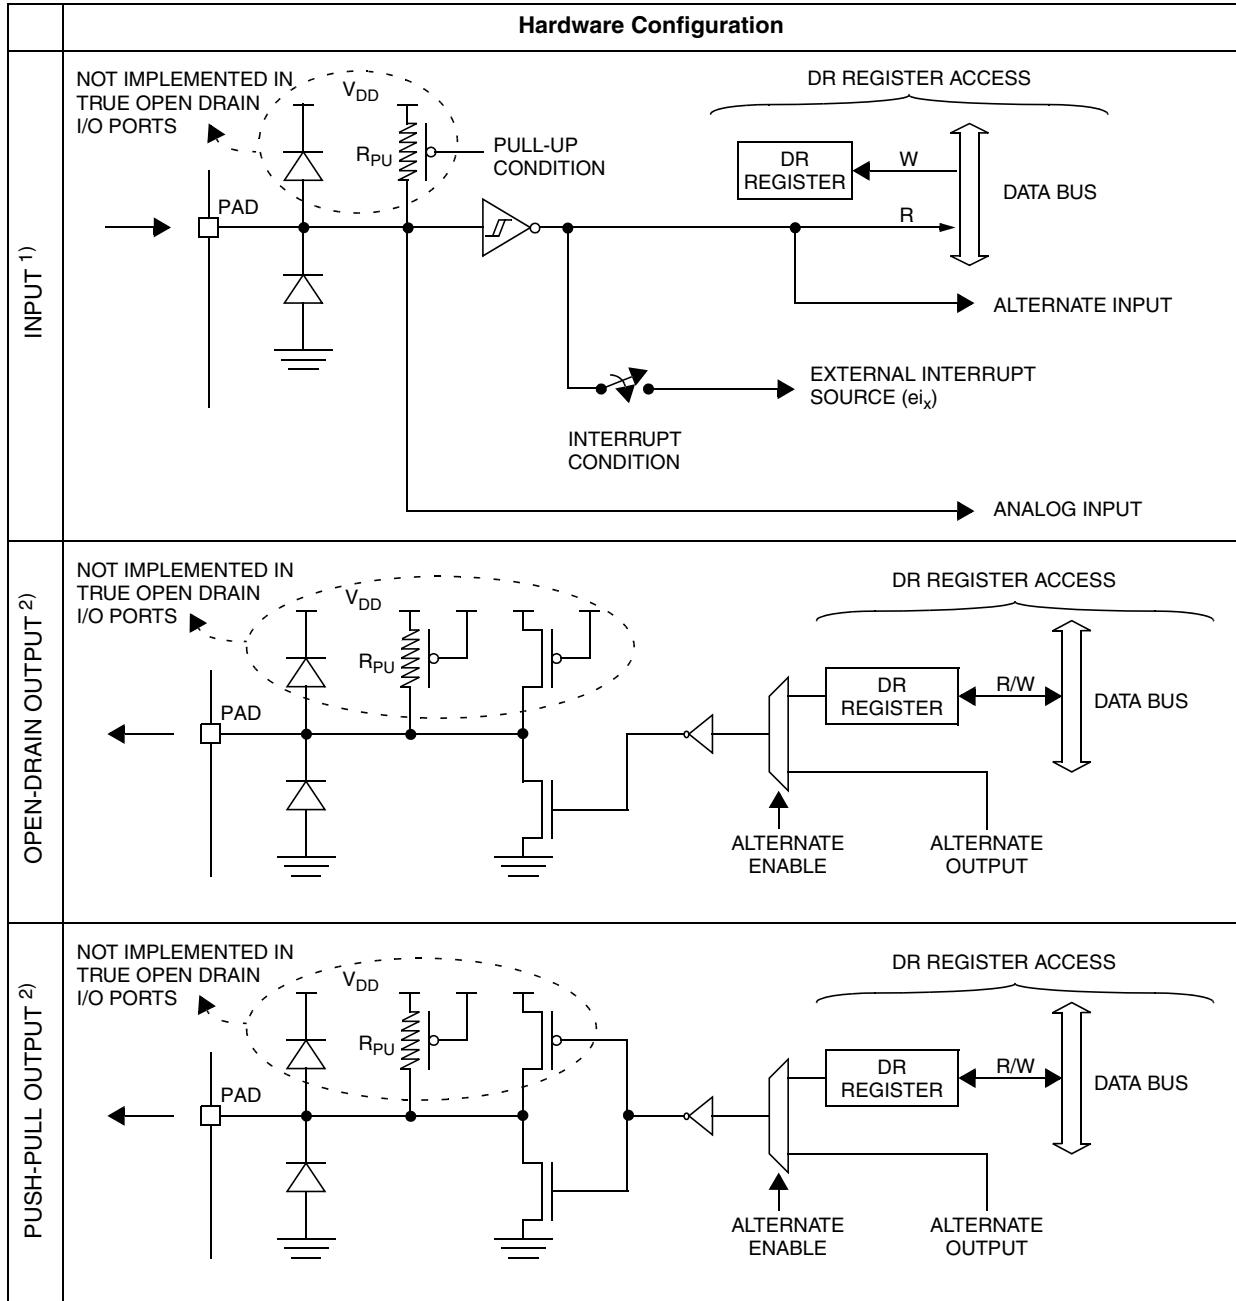 Hardware Configuration
INPUT 1)
NOT IMPLEMENTED IN
TRUE OPEN DRAIN
I/O PORTS
VDD
RPU
PULL-UP
CONDITION
PAD
DR REGISTER ACCESS
DR
REGISTER
W
R
DATA BUS
ALTERNATE INPUT
EXTERNAL INTERRUPT
SOURCE (eix)
INTERRUPT
CONDITION
ANALOG INPUT
OPEN-DRAIN OUTPUT 2)
NOT IMPLEMENTED IN
TRUE OPEN DRAIN
I/O PORTS
VDD
RPU
PAD
DR REGISTER ACCESS
DR
REGISTER
R/W
DATA BUS
ALTERNATE
ENABLE
ALTERNATE
OUTPUT
PUSH-PULL OUTPUT 2)
NOT IMPLEMENTED IN
TRUE OPEN DRAIN
I/O PORTS
VDD
RPU
PAD
DR REGISTER ACCESS
DR
REGISTER
R/W
DATA BUS
ALTERNATE
ENABLE
ALTERNATE
OUTPUT